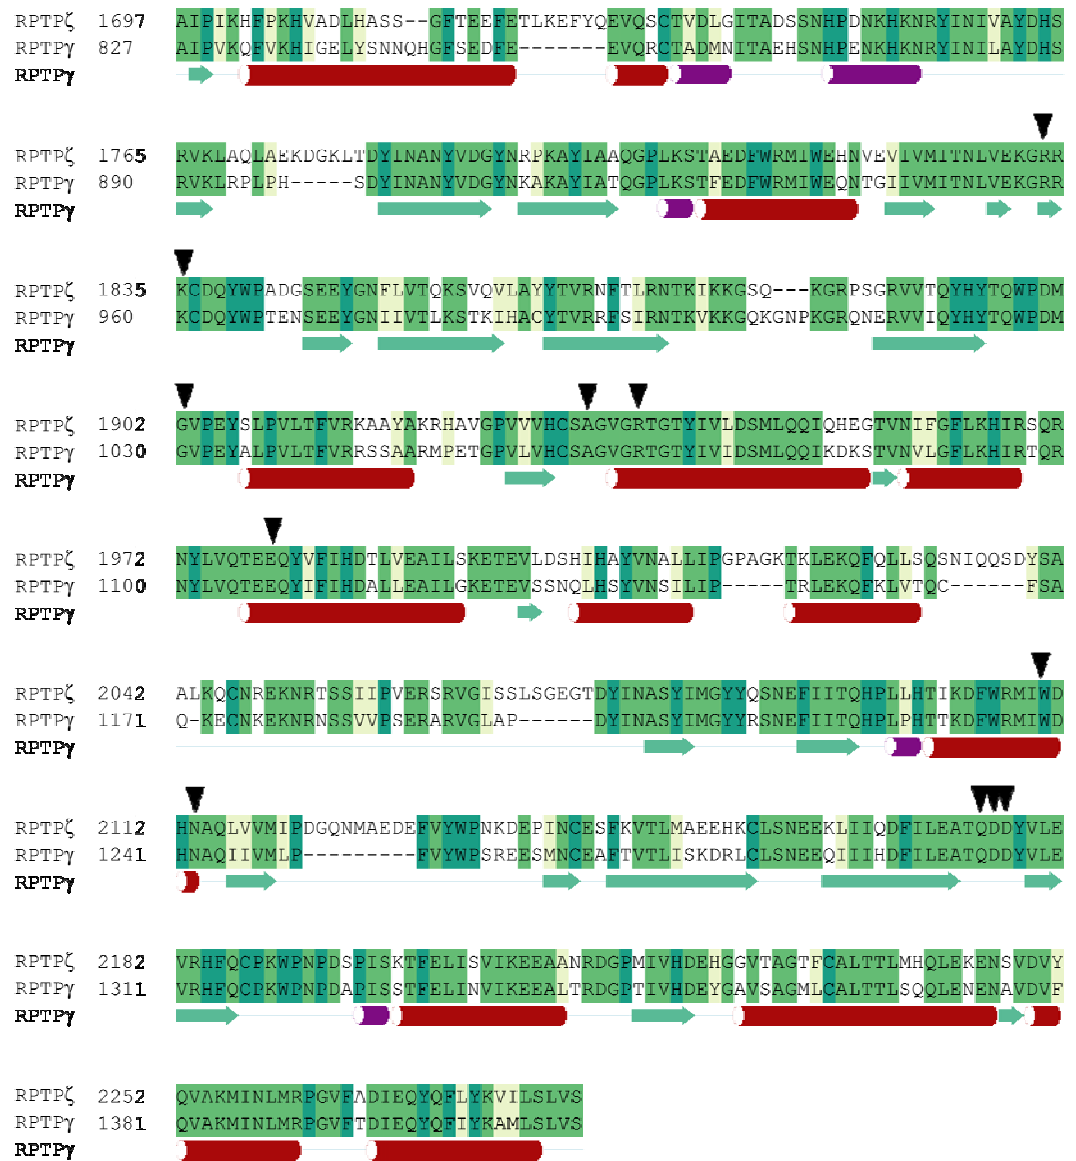 RPTPζ 1697 AIPIKHFPKHVADLHASS--GFTEEFETLKEFYQEVQSCTVDLGITADSSNHPDNKHKNRYINIVAYDHS
RPTPγ 827 AIPVKQFVKHIGELYSNNQHGFSEDFE-------EVQRCTADMNITAEHSNHPENKHKNRYINILAYDHS
RPTPγ
RPTPζ 1765 RVKLAQLAEKDGKLTDYINANYVDGYNRPKAYIAAQGPLKSTAEDFWRMIWEHNVEVIVMITNLVEKGRR
RPTPγ 890 RVKLRPLPH-----SDYINANYVDGYNKAKAYIATQGPLKSTFEDFWRMIWEQNTGIIVMITNLVEKGRR
RPTPγ
RPTPζ 1835 KCDQYWPADGSEEYGNFLVTQKSVQVLAYYTVRNFTLRNTKIKKGSQ---KGRPSGRVVTQYHYTQWPDM
RPTPγ 960 KCDQYWPTENSEEYGNIIVTLKSTKIHACYTVRRFSIRNTKVKKGQKGNPKGRQNERVVIQYHYTQWPDM
RPTPγ
RPTPζ 1902 GVPEYSLPVLTFVRKAAYAKRHAVGPVVVHCSAGVGRTGTYIVLDSMLQQIQHEGTVNIFGFLKHIRSQR
RPTPγ 1030 GVPEYALPVLTFVRRSSAARMPETGPVLVHCSAGVGRTGTYIVIDSMLQQIKDKSTVNVLGFLKHIRTQR
RPTPγ
RPTPζ 1972 NYLVQTEEQYVFIHDTLVEAILSKETEVLDSHIHAYVNALLIPGPAGKTKLEKQFQLLSQSNIQQSDYSA
RPTPγ 1100 NYLVQTEEQYIFIHDALLEAILGKETEVSSNQLHSYVNSILIP-----TRLEKQFKLVTQC------FSA
RPTPγ
RPTPζ 2042 ALKQCNREKNRTSSIIPVERSRVGISSLSGEGTDYINASYIMGYYQSNEFIITQHPLLHTIKDFWRMIWD
RPTPγ 1171 Q-KECNKEKNRNSSVVPSERARVGLAP------DYINASYIMGYYRSNEFIITQHPLPHTTKDFWRMIWD
RPTPγ
RPTPζ 2112 HNAQLVVMIPDGQNMAEDEFVYWPNKDEPINCESFKVTLMAEEHKCLSNEEKLIIQDFILEATQDDYVLE
RPTPγ 1241 HNAQIIVMLP---------FVYWPSREESMNCEAFTVTLISKDRLCLSNEEQIIIHDFILEATQDDYVLE
RPTPγ
RPTPζ 2182 VRHFQCPKWPNPDSPISKTFELISVIKEEAANRDGPMIVHDEHGGVTAGTFCALTTLMHQLEKENSVDVY
RPTPγ 1311 VRHFQCPKWPNPDAPISSTFELINVIKEEALTRDGPTIVHDEYGAVSAGMLCALTTLSQQLENENAVDVF
RPTPγ
RPTPζ 2252 QVAKMINLMRPGVFADIEQYQFLYKVILSLVS
RPTPγ 1381 QVAKMINLMRPGVFTDIEQYQFIYKAMLSLVS
RPTPγ